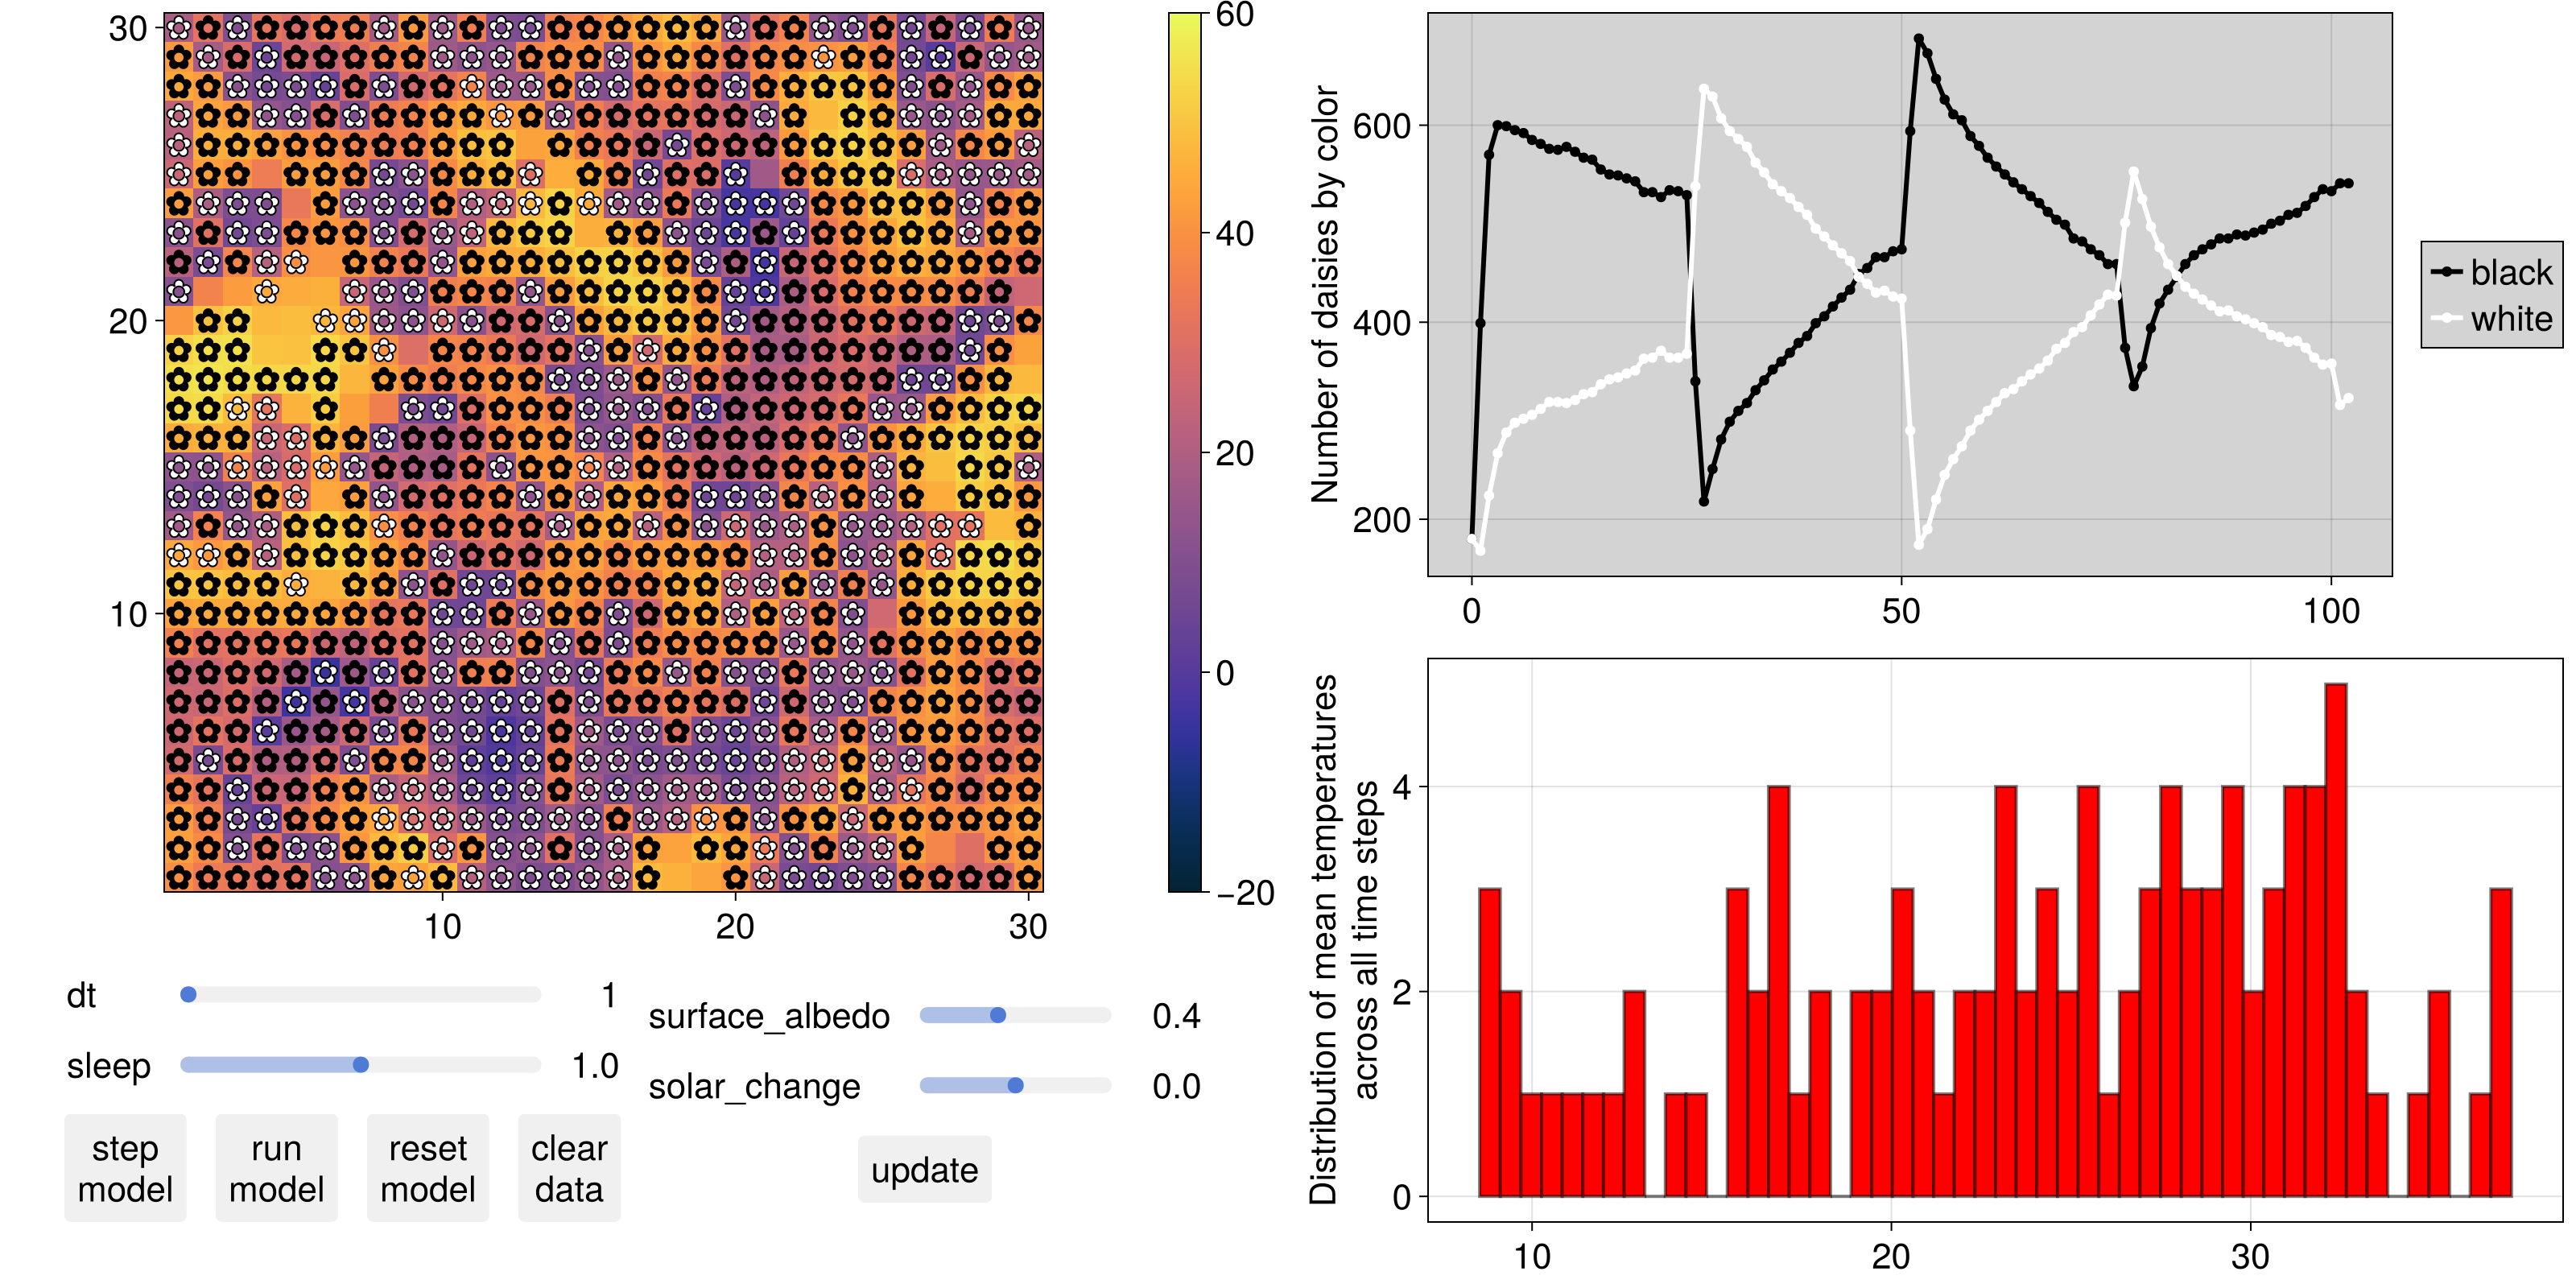 30
20
10
10
20
30
60
40
20
0
−20
Number of daisies by color
600
400
200
0
50
100
black
white
Distribution of mean temperatures
across all time steps
4
2
0
10
20
30
dt
1
sleep
1.0
surface_albedo
0.4
solar_change
0.0
step
model
run
model
reset
model
clear
data
update